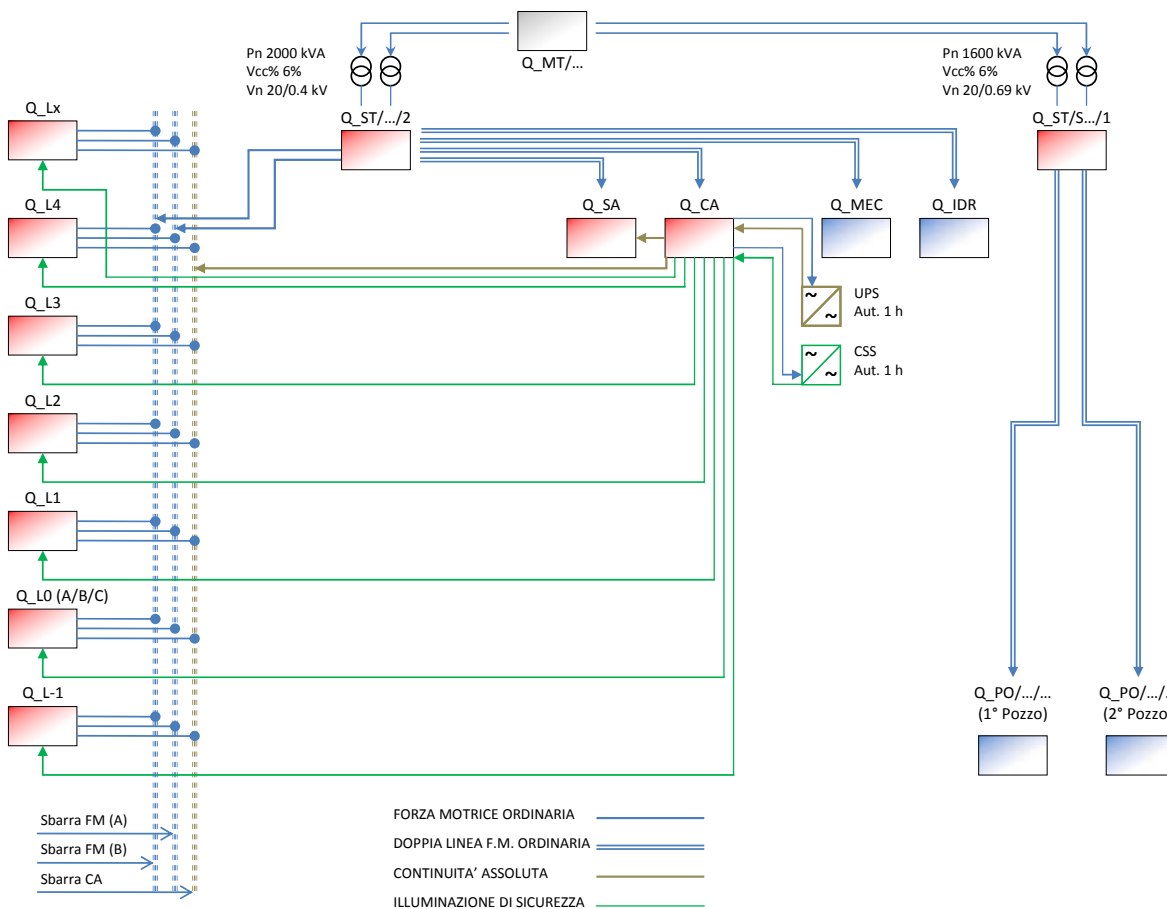 Q_MT/...
Pn 2000 kVA
Vcc% 6%
Vn 20/0.4 kV
Pn 1600 kVA
Vcc% 6%
Vn 20/0.69 kV
Q_ST/.../2
Q_ST/S.../1
Q_Lx
Q_L4
Q_SA
Q_CA
Q_MEC
Q_IDR
~
~
UPS
Aut. 1 h
Q_L3
~
~
CSS
Aut. 1 h
Q_L2
Q_L1
Q_L0 (A/B/C)
Q_L-1
Q_PO/.../...
(1° Pozzo)
Q_PO/.../.
(2° Pozzo
Sbarra FM (A)
Sbarra FM (B)
Sbarra CA
FORZA MOTRICE ORDINARIA
DOPPIA LINEA F.M. ORDINARIA
CONTINUITA’ ASSOLUTA
ILLUMINAZIONE DI SICUREZZA